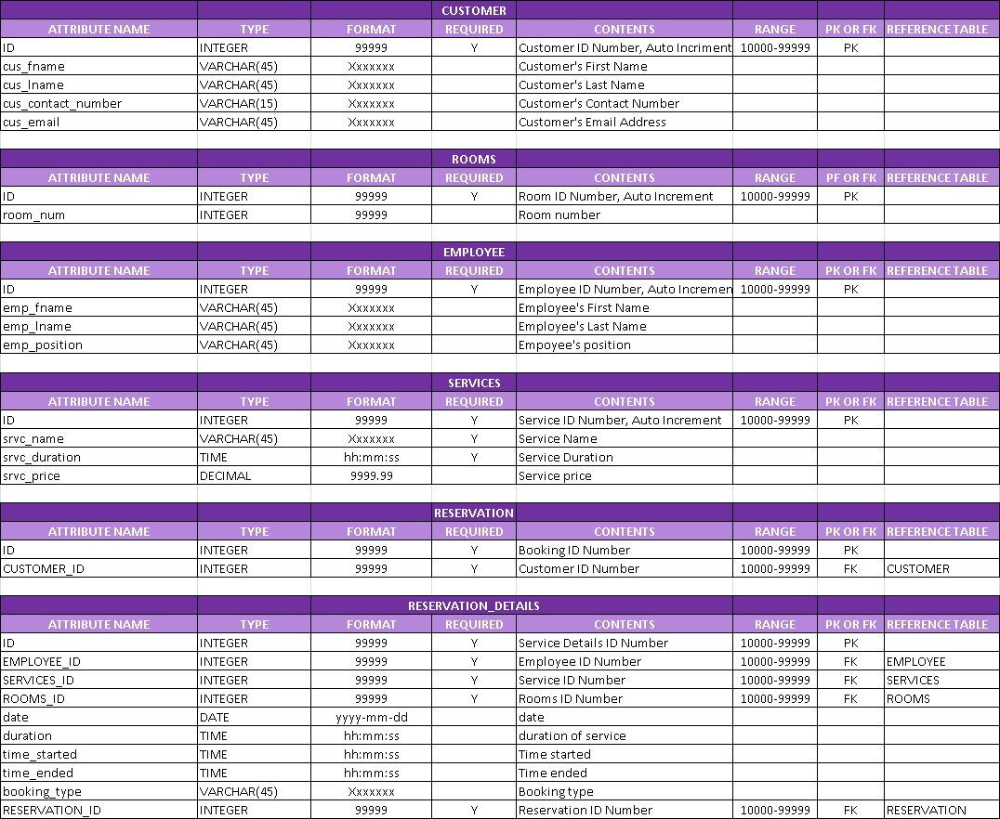 CUSTOMER
ATTRIBUTE NAME TYPE FORMAT REQUIRED CONTENTS RANGE PK OR FK REFERENCE TABLE
ID INTEGER 99999 Y Customer ID Number, Auto Incriment 10000-99999 PK
cus_fname VARCHAR(45) Xxxxxxx Customer's First Name
cus_lname VARCHAR(45) Xxxxxxx Customer's Last Name
cus_contact_number VARCHAR(15) Xxxxxxx Customer's Contact Number
cus_email VARCHAR(45) Xxxxxxx Customer's Email Address
ROOMS
ATTRIBUTE NAME TYPE FORMAT REQUIRED CONTENTS RANGE PF OR FK REFERENCE TABLE
ID INTEGER 99999 Y Room ID Number, Auto Increment 10000-99999 PK
room_num INTEGER 99999 Room number
EMPLOYEE
ATTRIBUTE NAME TYPE FORMAT REQUIRED CONTENTS RANGE PK OR FK REFERENCE TABLE
ID INTEGER 99999 Y Employee ID Number, Auto Incremen 10000-99999 PK
emp_fname VARCHAR(45) Xxxxxxx Employee's First Name
emp_lname VARCHAR(45) Xxxxxxx Employee's Last Name
emp_position VARCHAR(45) Xxxxxxx Empoyee's position
SERVICES
ATTRIBUTE NAME TYPE FORMAT REQUIRED CONTENTS RANGE PK OR FK REFERENCE TABLE
ID INTEGER 99999 Y Service ID Number, Auto Increment 10000-99999 PK
srvc_name VARCHAR(45) Xxxxxxx Y Service Name
srvc_duration TIME hh:mm:ss Y Service Duration
srvc_price DECIMAL 9999.99 Service price
RESERVATION
ATTRIBUTE NAME TYPE FORMAT REQUIRED CONTENTS RANGE PK OR FK REFERENCE TABLE
ID INTEGER 99999 Y Booking ID Number 10000-99999 PK
CUSTOMER_ID INTEGER 99999 Y Customer ID Number 10000-99999 FK CUSTOMER
RESERVATION_DETAILS
ATTRIBUTE NAME TYPE FORMAT REQUIRED CONTENTS RANGE PK OR FK REFERENCE TABLE
ID INTEGER 99999 Y Service Details ID Number 10000-99999 PK
EMPLOYEE_ID INTEGER 99999 Y Employee ID Number 10000-99999 FK EMPLOYEE
SERVICES_ID INTEGER 99999 Y Service ID Number 10000-99999 FK SERVICES
ROOMS_ID INTEGER 99999 Y Rooms ID Number 10000-99999 FK ROOMS
date DATE yyyy-mm-dd date
duration TIME hh:mm:ss duration of service
time_started TIME hh:mm:ss Time started
time_ended TIME hh:mm:ss Time ended
booking_type VARCHAR(45) Xxxxxxx Booking type
RESERVATION_ID INTEGER 99999 Y Reservation ID Number 10000-99999 FK RESERVATION